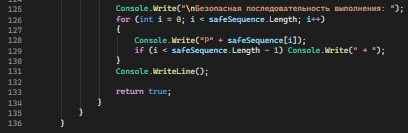 125 Console.Write("\nБезопасная последовательность выполнения: ");
126 for (int i = 0; i < safeSequence.Length; i++)
127 {
128 Console.Write("P" + safeSequence[i]);
129 if (i < safeSequence.Length - 1) Console.Write(" → ");
130 }
131 Console.WriteLine();
132
133 return true;
134 }
135 }
136 }